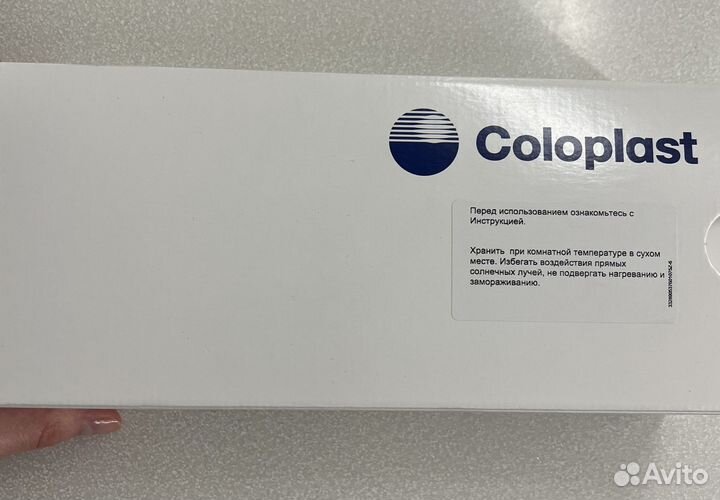 Coloplast
Перед использованием ознакомьтесь с
Инструкцией.
Хранить при комнатной температуре в сухом
месте. Избегать воздействия прямых
солнечных лучей, не подвергать нагреванию и
замораживанию.
Avito